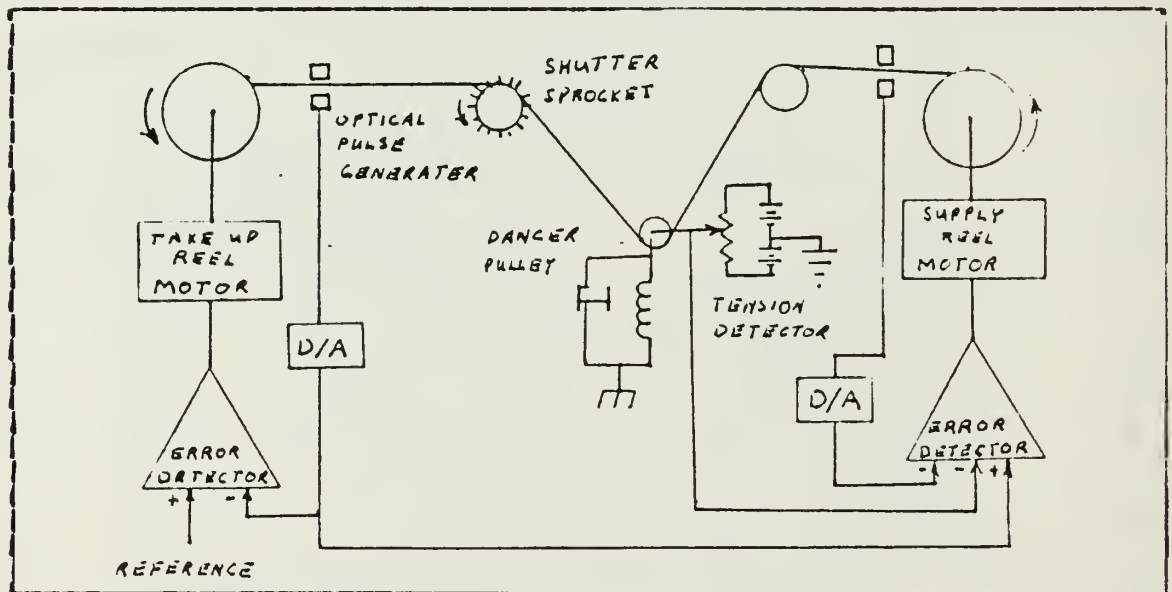 SHUTTER
SPROCKET
OPTICAL
PULSE
GENERATER
TAKE UP
REEL
MOTOR
DANCER
PULLEY
TENSION
DETECTOR
SUPPLY
REEL
MOTOR
D/A
D/A
ERROR
DETECTOR
+ -
ERROR
DETECTOR
- - +
REFERENCE